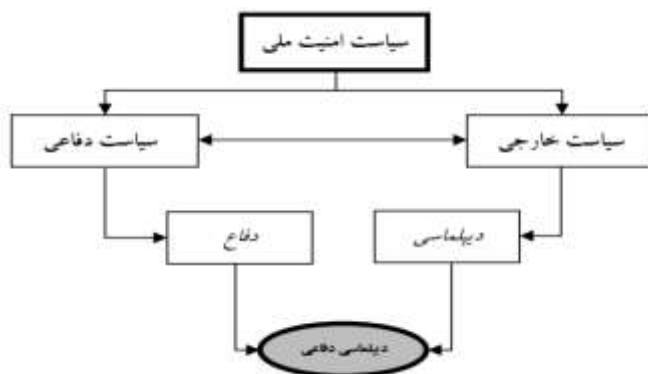 سیاست امنیت ملی
سیاست خارجی
سیاست دفاعی
دیپلماسی
دفاع
دیپلماسی دفاعی